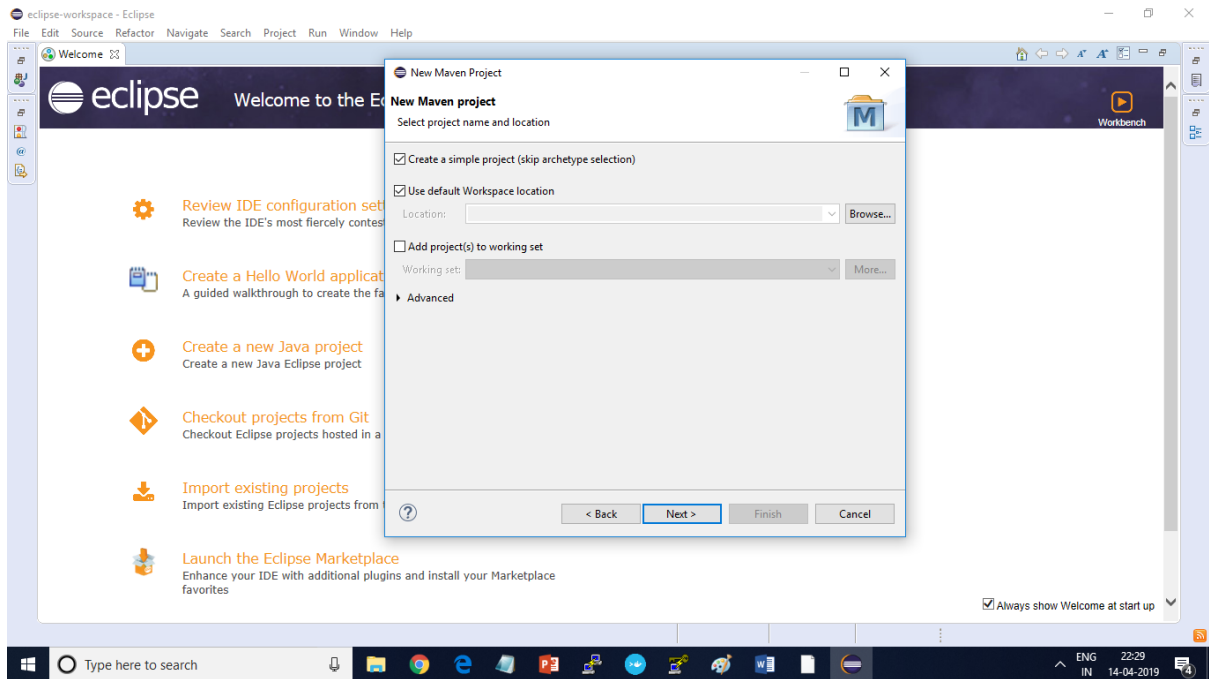 eclipse-workspace - Eclipse
File Edit Source Refactor Navigate Search Project Run Window Help
Welcome
eclipse Welcome to the Ec
Workbench
Review IDE configuration set
Review the IDE's most fiercely contes
Create a Hello World applicat
A guided walkthrough to create the fa
Create a new Java project
Create a new Java Eclipse project
Checkout projects from Git
Checkout Eclipse projects hosted in a
Import existing projects
Import existing Eclipse projects from
Launch the Eclipse Marketplace
Enhance your IDE with additional plugins and install your Marketplace
favorites
Always show Welcome at start up
New Maven Project
New Maven project
Select project name and location
M
Create a simple project (skip archetype selection)
Use default Workspace location
Location: Browse...
Add project(s) to working set
Working set: More...
Advanced
? < Back Next > Finish Cancel
Type here to search
ENG 22:29
IN 14-04-2019
4